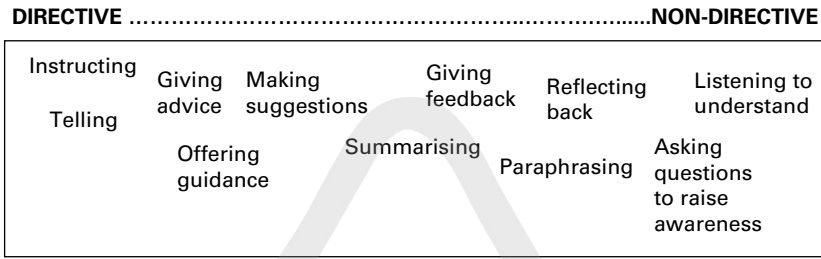 DIRECTIVE ……………………………………………………..………….…......NON-DIRECTIVE
Instructing
Telling
Giving
advice
Making
suggestions
Offering
guidance
Giving
feedback
Summarising
Reflecting
back
Paraphrasing
Listening to
understand
Asking
questions
to raise
awareness